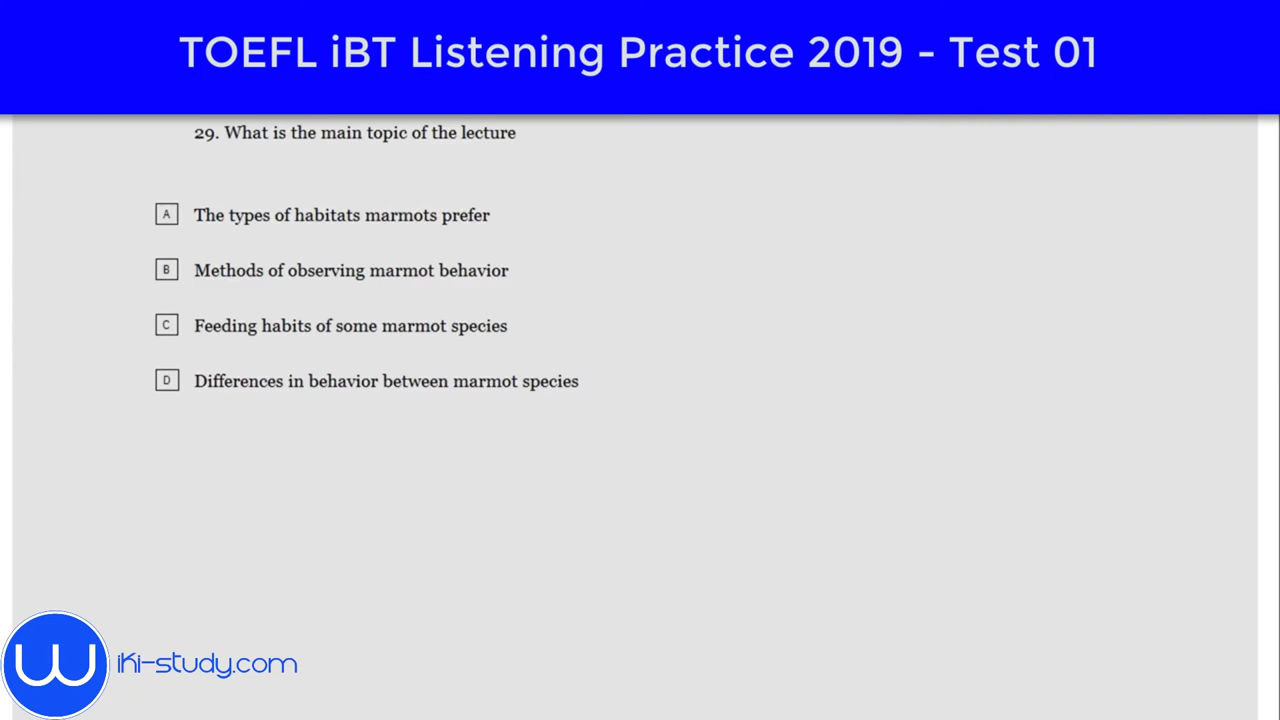 TOEFL iBT Listening Practice 2019 - Test 01
29. What is the main topic of the lecture
A The types of habitats marmots prefer
B Methods of observing marmot behavior
C Feeding habits of some marmot species
D Differences in behavior between marmot species
W iki-study.com